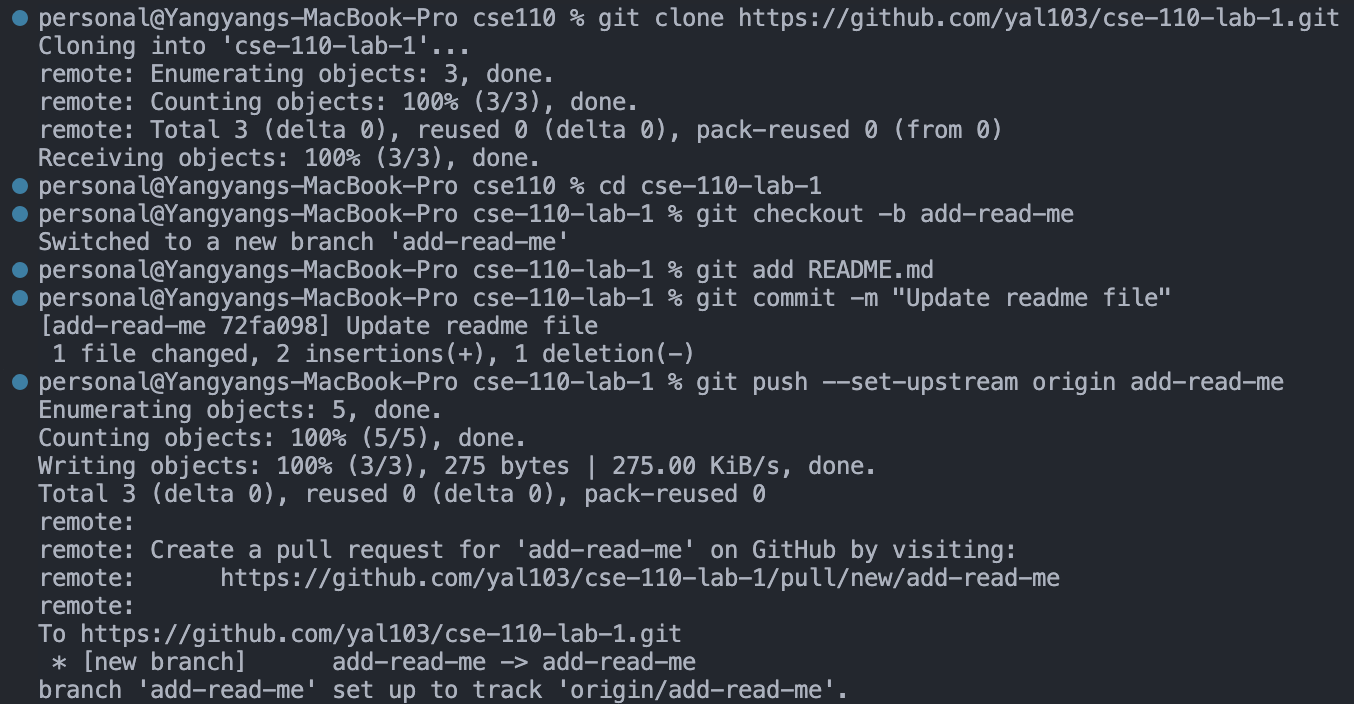 personal@Yangyangs-MacBook-Pro cse110 % git clone https://github.com/yal103/cse-110-lab-1.git
Cloning into 'cse-110-lab-1'...
remote: Enumerating objects: 3, done.
remote: Counting objects: 100% (3/3), done.
remote: Total 3 (delta 0), reused 0 (delta 0), pack-reused 0 (from 0)
Receiving objects: 100% (3/3), done.
personal@Yangyangs-MacBook-Pro cse110 % cd cse-110-lab-1
personal@Yangyangs-MacBook-Pro cse-110-lab-1 % git checkout -b add-read-me
Switched to a new branch 'add-read-me'
personal@Yangyangs-MacBook-Pro cse-110-lab-1 % git add README.md
personal@Yangyangs-MacBook-Pro cse-110-lab-1 % git commit -m "Update readme file"
[add-read-me 72fa098] Update readme file
 1 file changed, 2 insertions(+), 1 deletion(-)
personal@Yangyangs-MacBook-Pro cse-110-lab-1 % git push --set-upstream origin add-read-me
Enumerating objects: 5, done.
Counting objects: 100% (5/5), done.
Writing objects: 100% (3/3), 275 bytes | 275.00 KiB/s, done.
Total 3 (delta 0), reused 0 (delta 0), pack-reused 0
remote:
remote: Create a pull request for 'add-read-me' on GitHub by visiting:
remote:      https://github.com/yal103/cse-110-lab-1/pull/new/add-read-me
remote:
To https://github.com/yal103/cse-110-lab-1.git
 * [new branch]      add-read-me -> add-read-me
branch 'add-read-me' set up to track 'origin/add-read-me'.